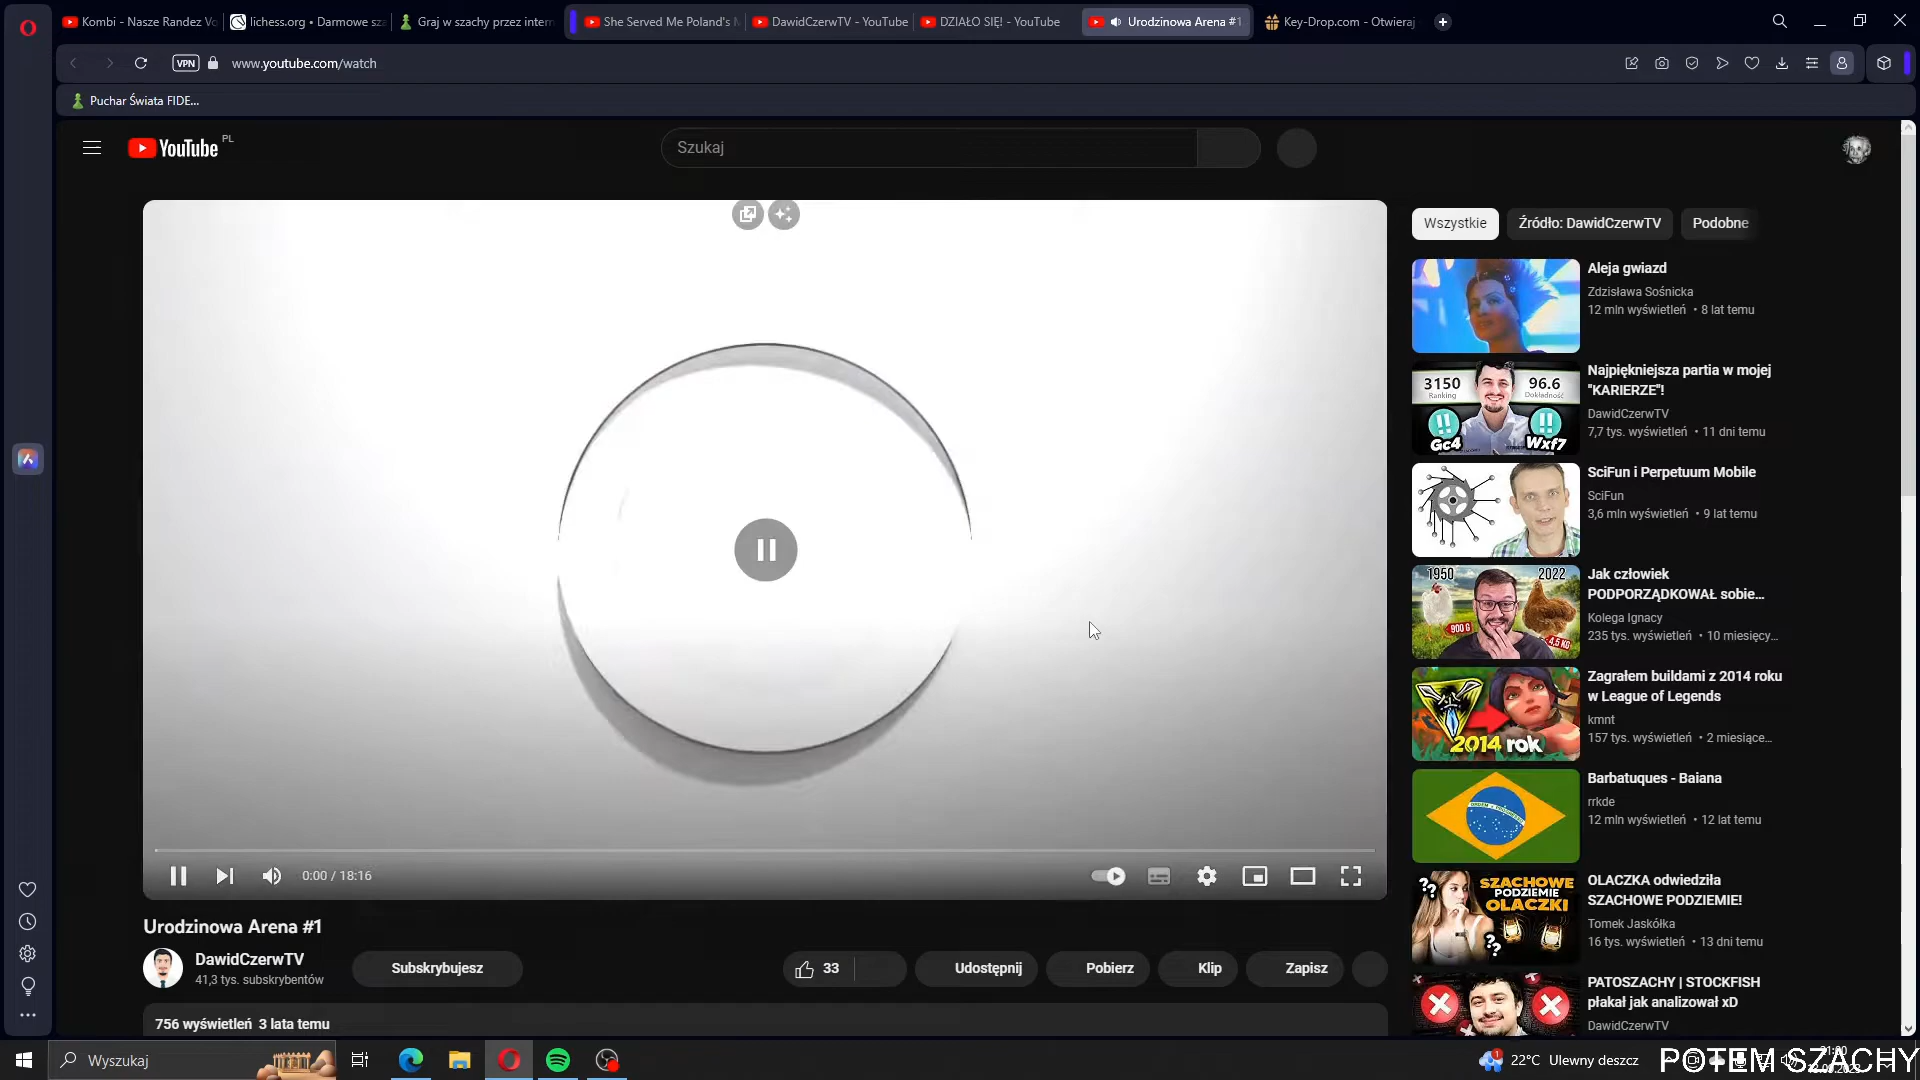 Kombi - Nasze Randez Vo
lichess.org • Darmowe sza
Graj w szachy przez intern
She Served Me Poland's M
DawidCzerwTV - YouTube
DZIAŁO SIĘ! - YouTube
Urodzinowa Arena #1
Key-Drop.com - Otwieraj
VPN
www.youtube.com/watch
Puchar Świata FIDE...
YouTube PL
Szukaj
Wszystkie
Źródło: DawidCzerwTV
Podobne
Aleja gwiazd
Zdzisława Sośnicka
12 mln wyświetleń • 8 lat temu
3150
Ranking
96.6
Dokładność
!!
!!
Gc4
Wxf7
Najpiękniejsza partia w mojej
"KARIERZE"!
DawidCzerwTV
7,7 tys. wyświetleń • 11 dni temu
SciFun i Perpetuum Mobile
SciFun
3,6 mln wyświetleń • 9 lat temu
1950
2022
900 G
4,5 KG
Jak człowiek
PODPORZĄDKOWAŁ sobie...
Kolega Ignacy
235 tys. wyświetleń • 10 miesięcy...
2014 rok
Zagrałem buildami z 2014 roku
w League of Legends
kmnt
157 tys. wyświetleń • 2 miesiące...
Barbatuques - Baiana
rrkde
12 mln wyświetleń • 12 lat temu
??
SZACHOWE
PODZIEMIE
OLACZKI
??
OLACZKA odwiedziła
SZACHOWE PODZIEMIE!
Tomek Jaskółka
16 tys. wyświetleń • 13 dni temu
PATOSZACHY | STOCKFISH
płakał jak analizował xD
DawidCzerwTV
0:00 / 18:16
Urodzinowa Arena #1
DawidCzerwTV
41,3 tys. subskrybentów
Subskrybujesz
33
Udostępnij
Pobierz
Klip
Zapisz
756 wyświetleń 3 lata temu
Wyszukaj
1
22°C Ulewny deszcz
POTEM SZACHY